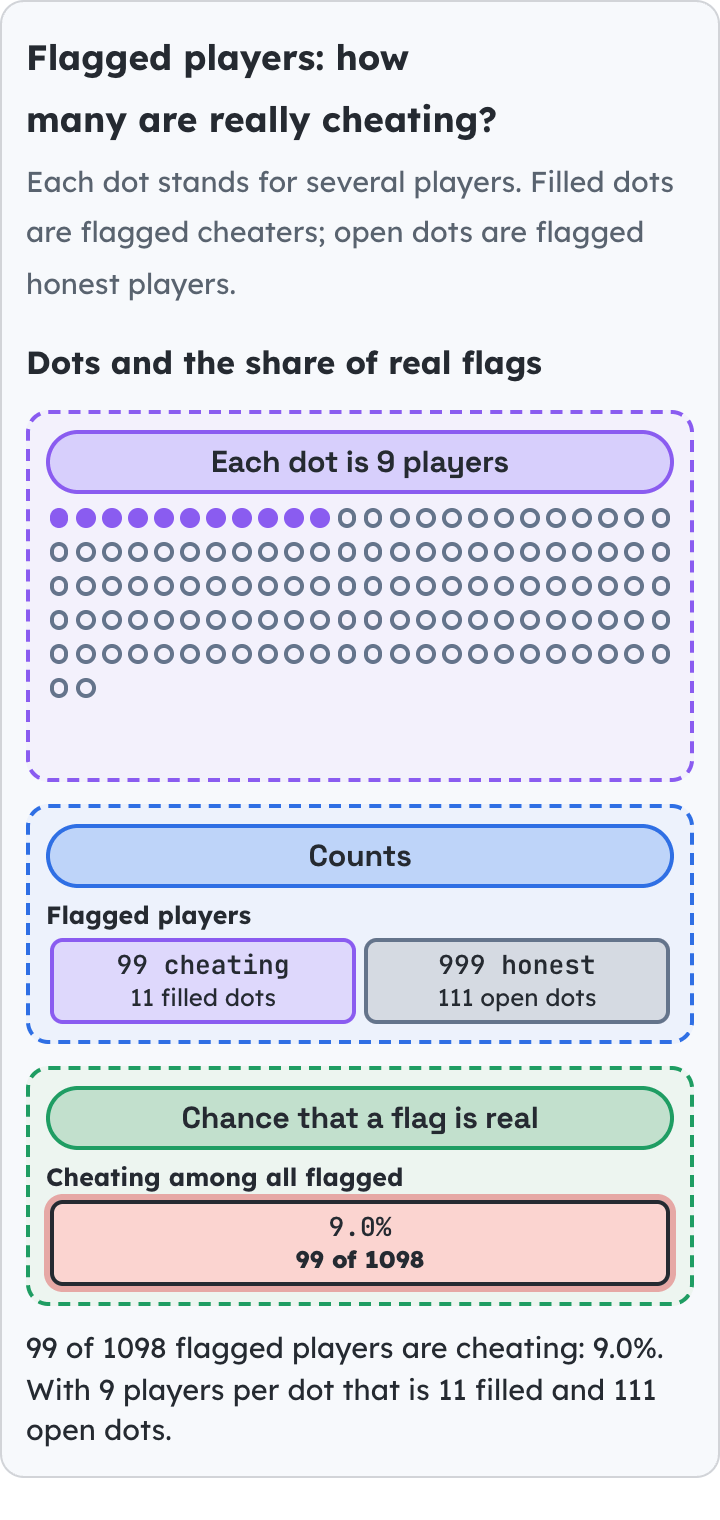 Flagged players: how
many are really cheating?
Each dot stands for several players. Filled dots
are flagged cheaters; open dots are flagged
honest players.
Dots and the share of real flags
Each dot is 9 players
Counts
Flagged players
99 cheating
11 filled dots
999 honest
111 open dots
Chance that a flag is real
Cheating among all flagged
9.0%
99 of 1098
99 of 1098 flagged players are cheating: 9.0%.
With 9 players per dot that is 11 filled and 111
open dots.